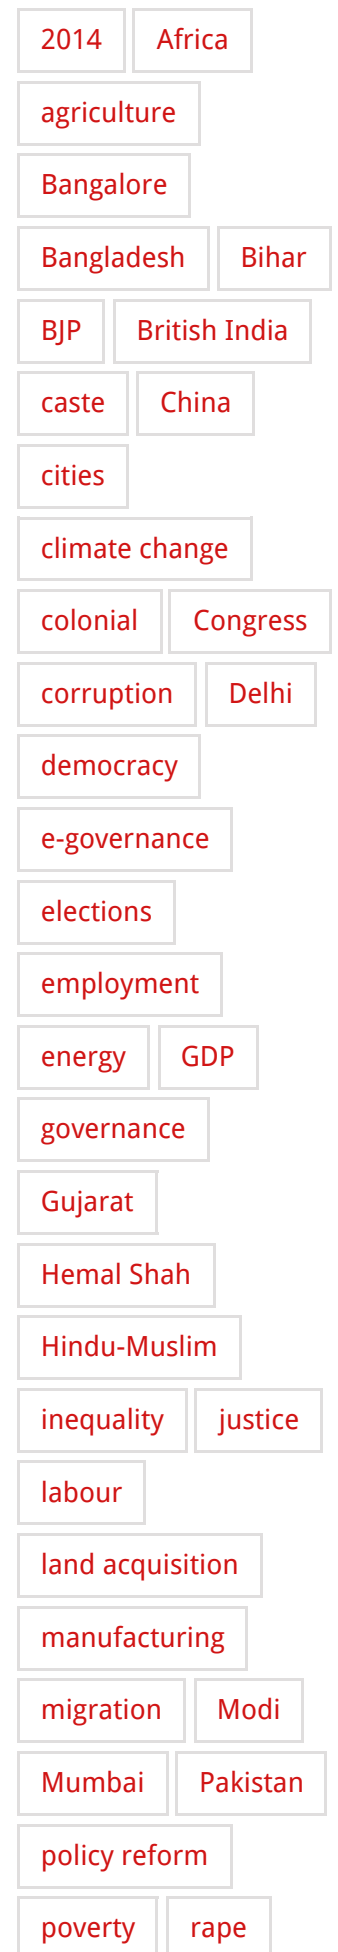 2014 Africa
agriculture
Bangalore
Bangladesh Bihar
BJP British India
caste China
cities
climate change
colonial Congress
corruption Delhi
democracy
e-governance
elections
employment
energy GDP
governance
Gujarat
Hemal Shah
Hindu-Muslim
inequality justice
labour
land acquisition
manufacturing
migration Modi
Mumbai Pakistan
policy reform
poverty rape